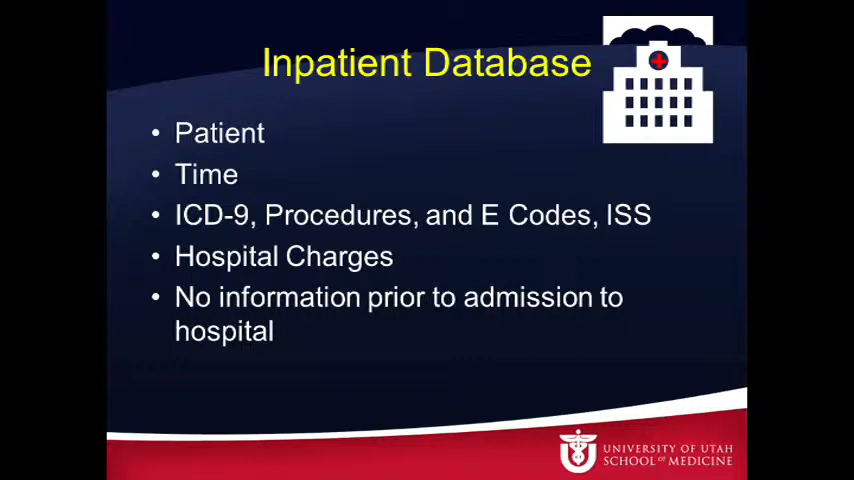 Inpatient Database
• Patient
• Time
• ICD-9, Procedures, and E Codes, ISS
• Hospital Charges
• No information prior to admission to
hospital
UNIVERSITY OF UTAH
SCHOOL OF MEDICINE